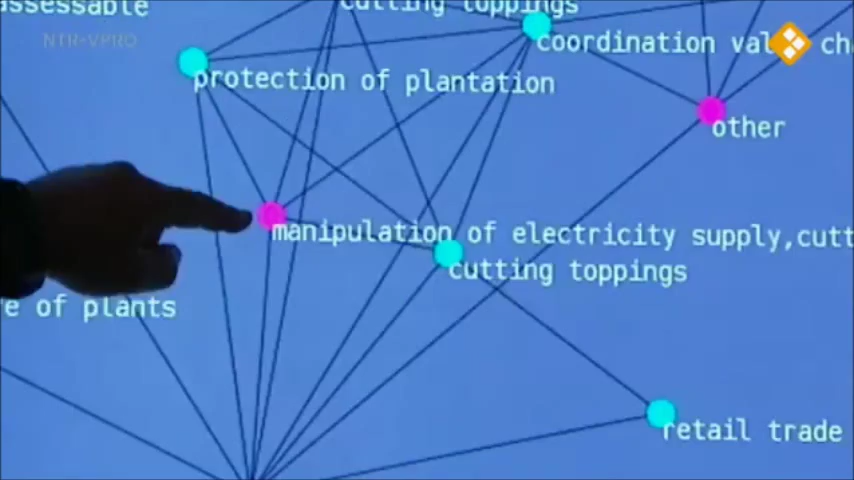 assessable
cutting toppings
NTR-VPRO
coordination val
ch
protection of plantation
other
manipulation of electricity supply,cutt
cutting toppings
e of plants
retail trade